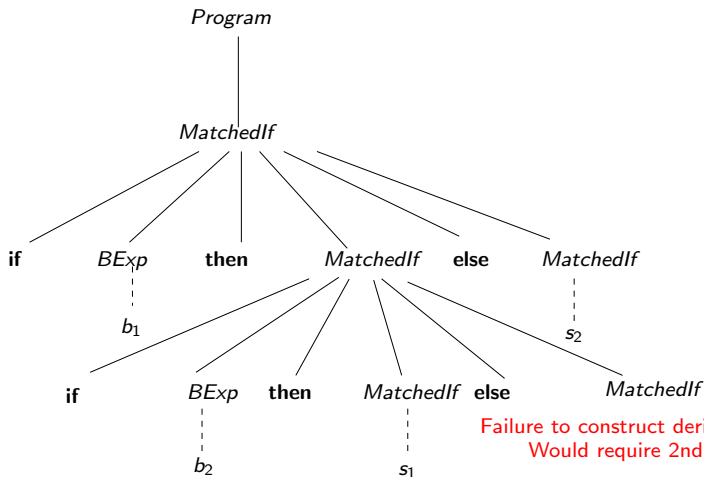 Program
MatchedIf
if BExp then MatchedIf else MatchedIf
b₁ s₂
if BExp then MatchedIf else MatchedIf
Failure to construct deri
Would require 2nd
b₂ s₁